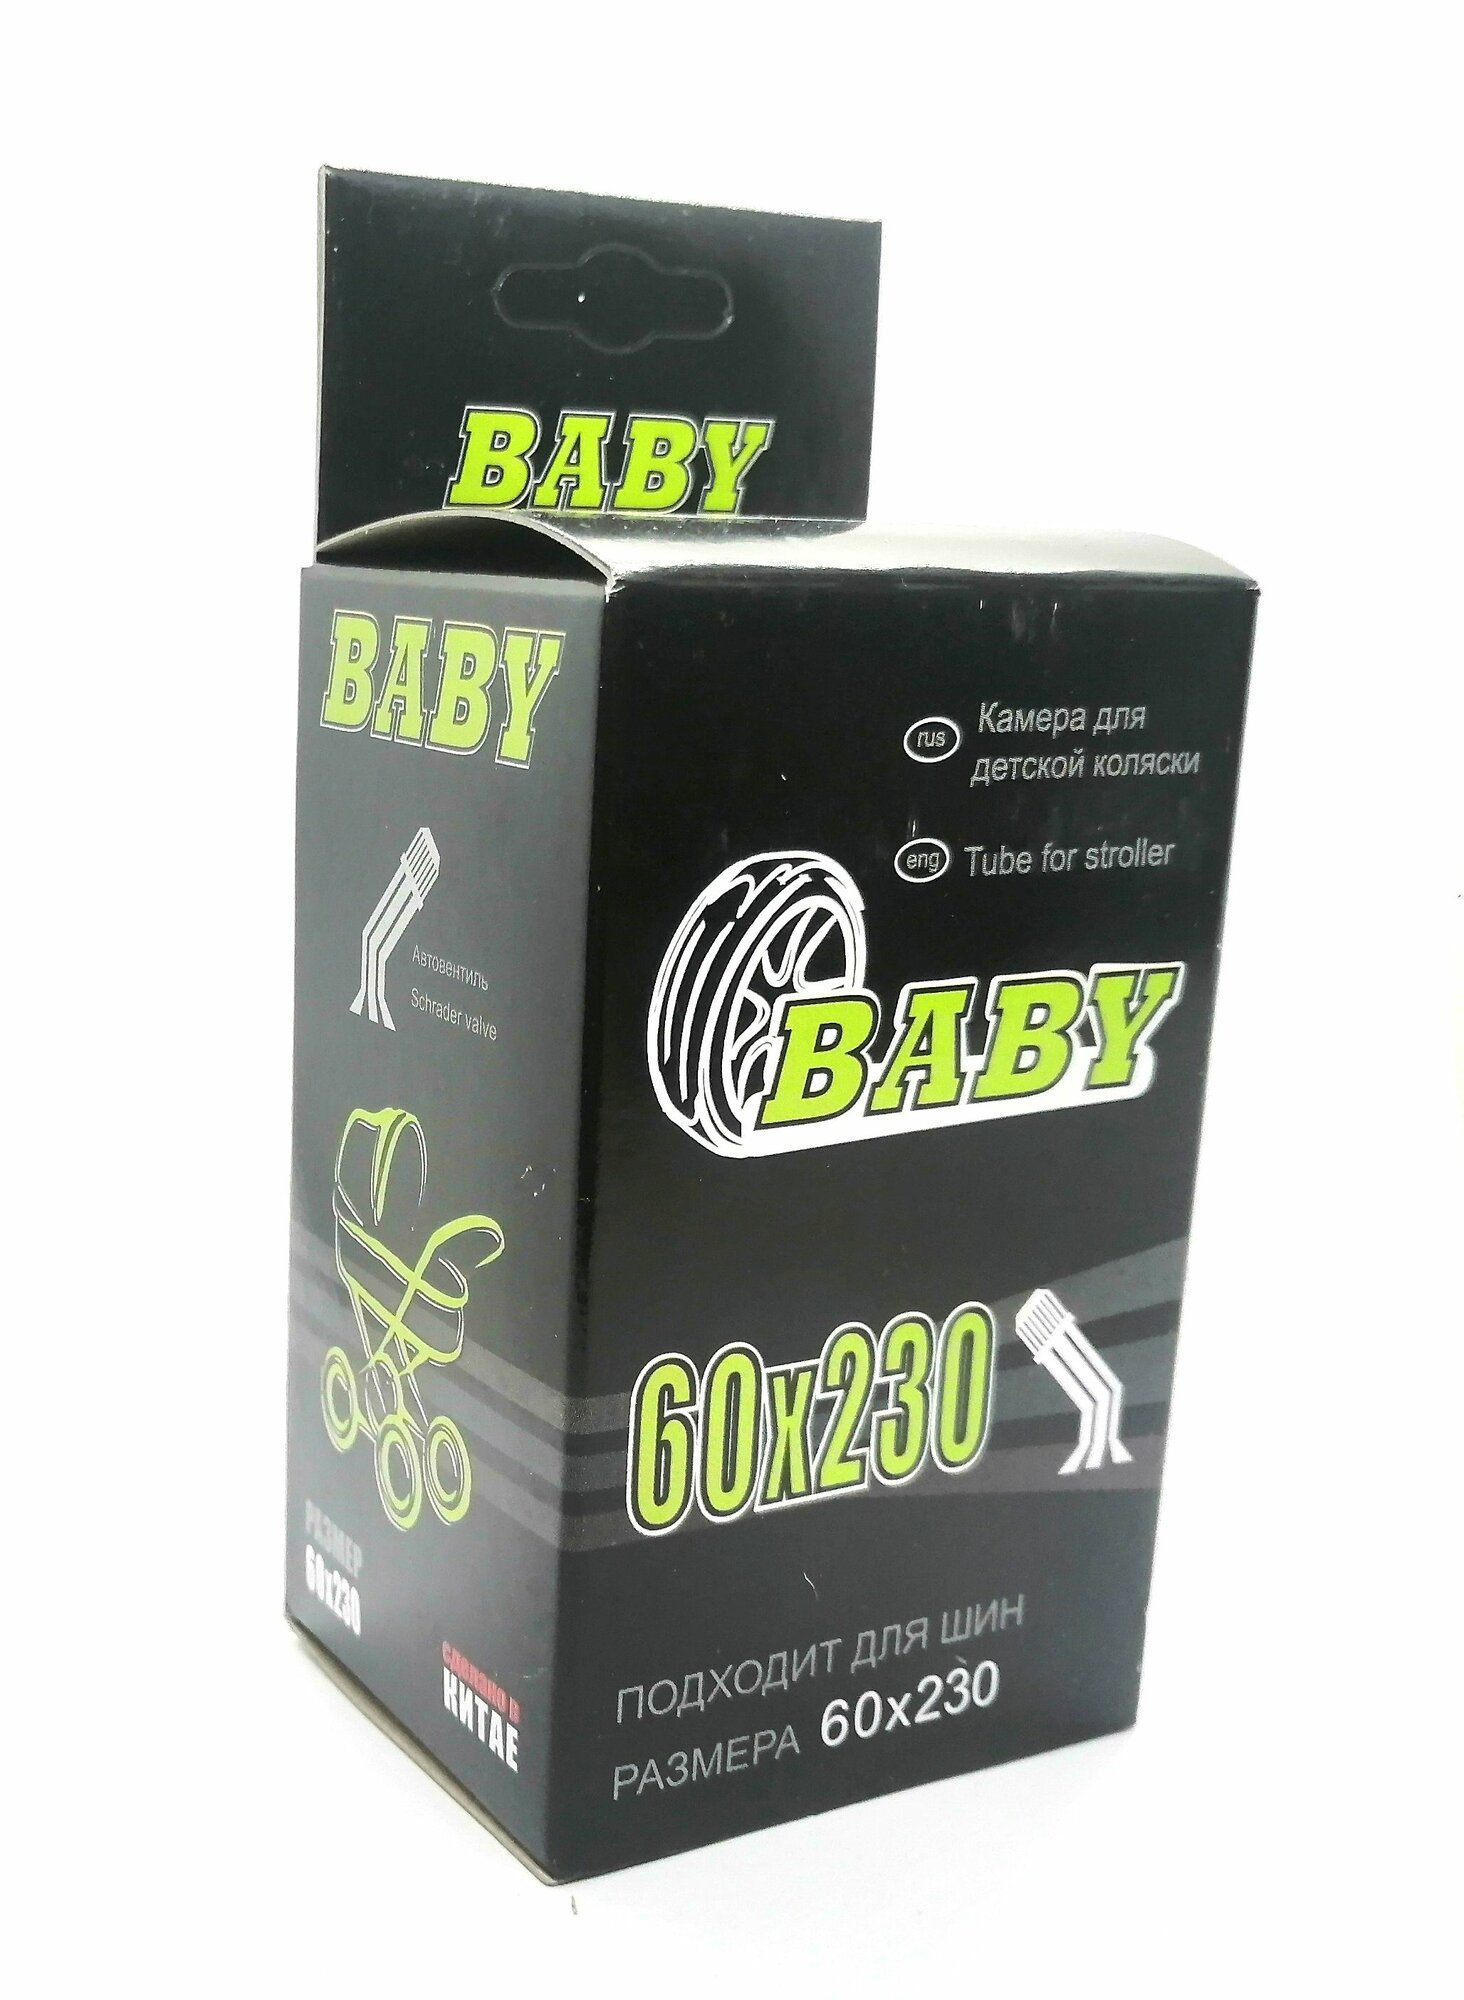 BABY
BABY
Автовентиль
Schrader valve
РАЗМЕР
60x230
сделано в
КИТАЕ
rus
Камера для
детской коляски
eng
Tube for stroller
BABY
60x230
ПОДХОДИТ ДЛЯ ШИН
РАЗМЕРА 60x230